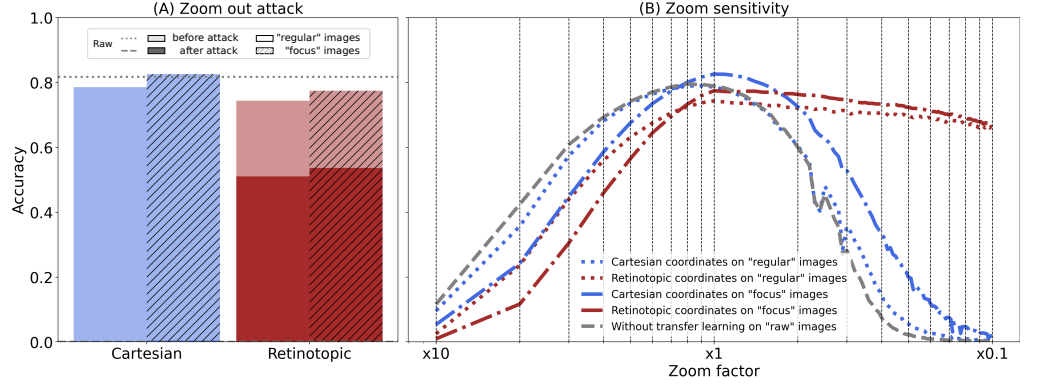 (A) Zoom out attack
Accuracy
1.0
0.8
0.6
0.4
0.2
0.0
Raw
before attack
after attack
"regular" images
"focus" images
Cartesian
Retinotopic
(B) Zoom sensitivity
Cartesian coordinates on "regular" images
Retinotopic coordinates on "regular" images
Cartesian coordinates on "focus" images
Retinotopic coordinates on "focus" images
Without transfer learning on "raw" images
x10
x1
x0.1
Zoom factor